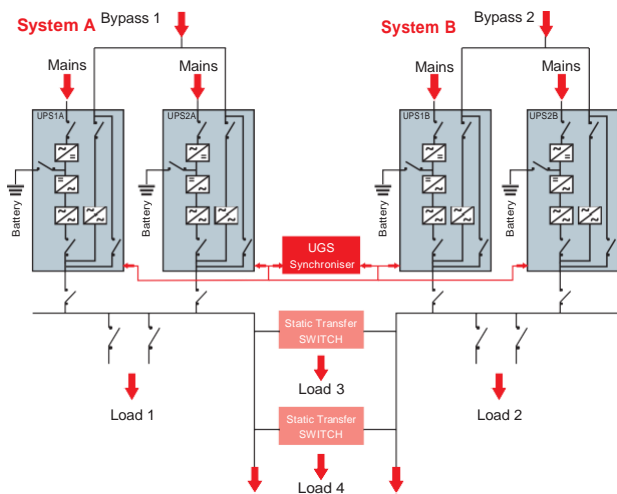 System A
Bypass 1
System B
Bypass 2
Mains
Mains
Mains
Mains
UPS1A
UPS2A
UPS1B
UPS2B
Battery
Battery
Battery
Battery
UGS
Synchroniser
Static Transfer
SWITCH
Load 3
Load 1
Load 2
Static Transfer
SWITCH
Load 4